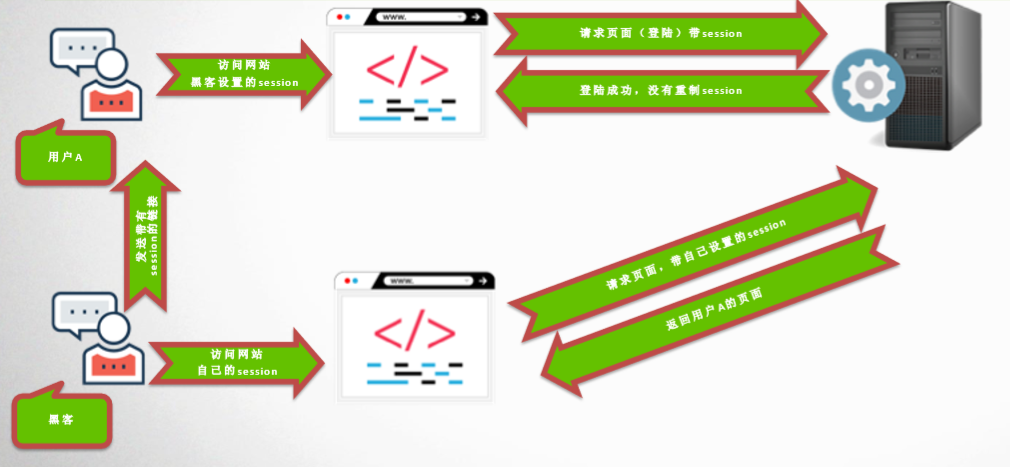 WWW.
请求页面（登陆）带session
访问网站
黑客设置的session
登陆成功，没有重制session
用户A
发送带有
session的链接
请求页面，带自己设置的session
WWW.
返回用户A的页面
访问网站
自己的session
黑客